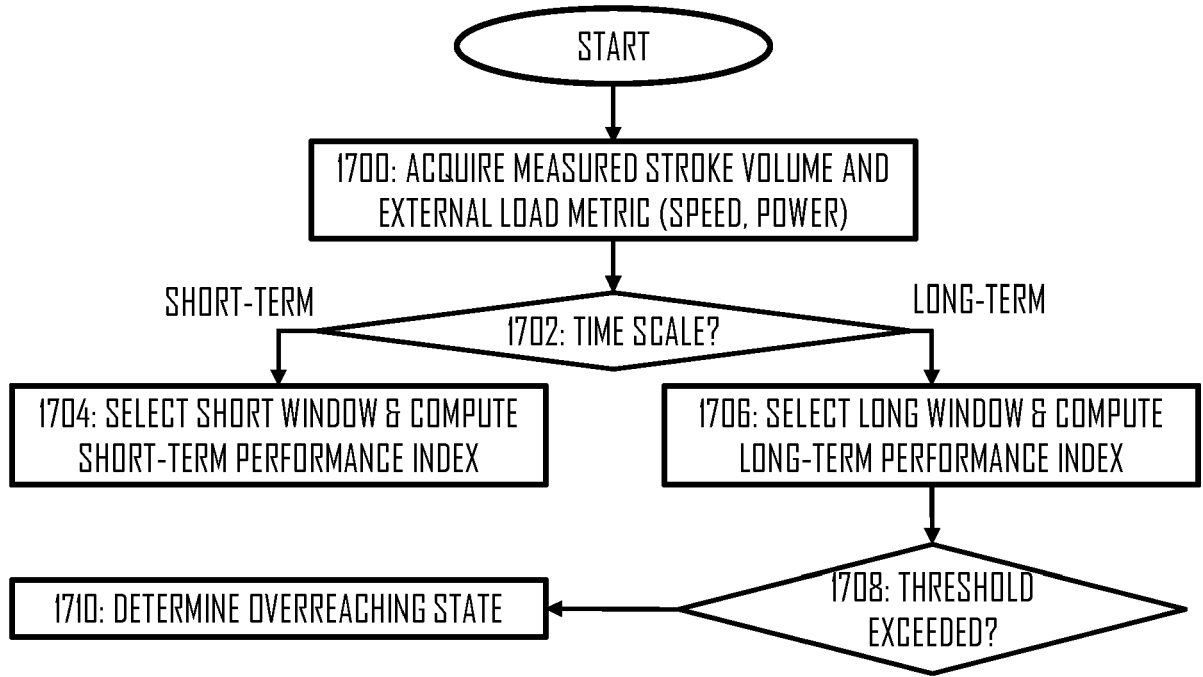 START
1700: ACQUIRE MEASURED STROKE VOLUME AND
EXTERNAL LOAD METRIC (SPEED, POWER)
SHORT-TERM
LONG-TERM
1702: TIME SCALE?
1704: SELECT SHORT WINDOW & COMPUTE
SHORT-TERM PERFORMANCE INDEX
1706: SELECT LONG WINDOW & COMPUTE
LONG-TERM PERFORMANCE INDEX
1708: THRESHOLD
EXCEEDED?
1710: DETERMINE OVERREACHING STATE